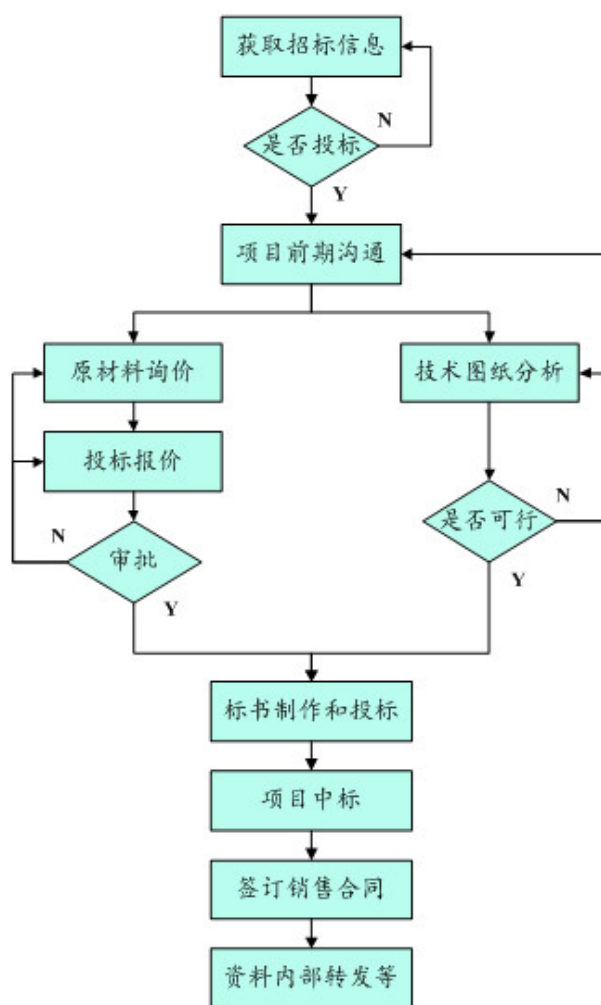 获取招标信息
是否投标
N
Y
项目前期沟通
原材料询价
技术图纸分析
投标报价
是否可行
N
审批
N
Y
Y
标书制作和投标
项目中标
签订销售合同
资料内部转发等